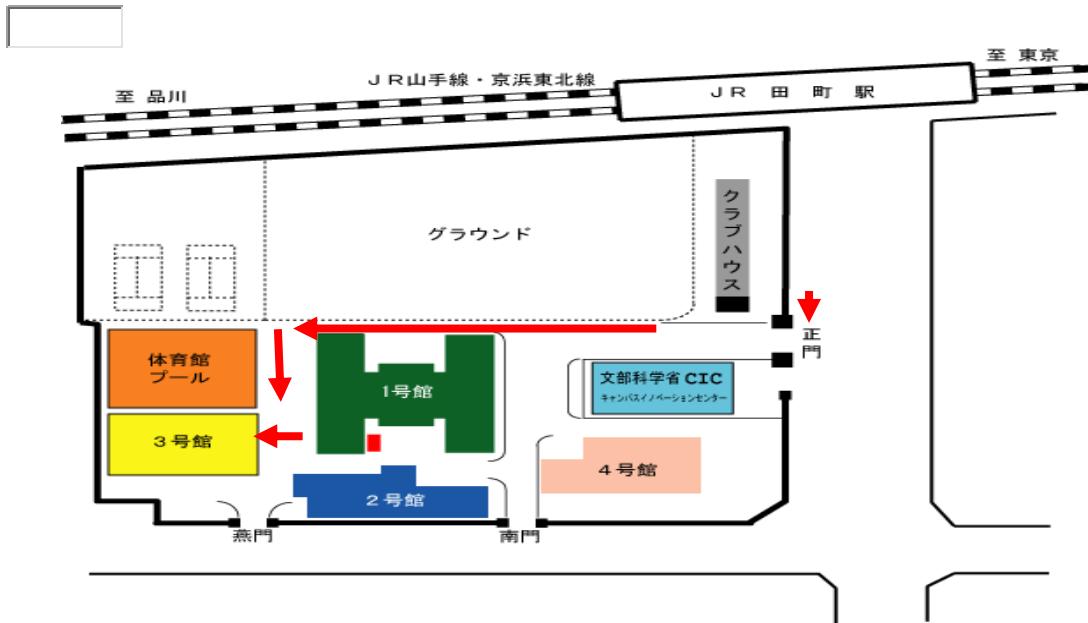 至 東京
JR山手線・京浜東北線
至 品川
JR 田 町 駅
クラブハウス
グラウンド
正門
体育館
プール
1号館
文部科学省 CIC
キャンパスイノベーションセンター
3号館
4号館
2号館
燕門
南門